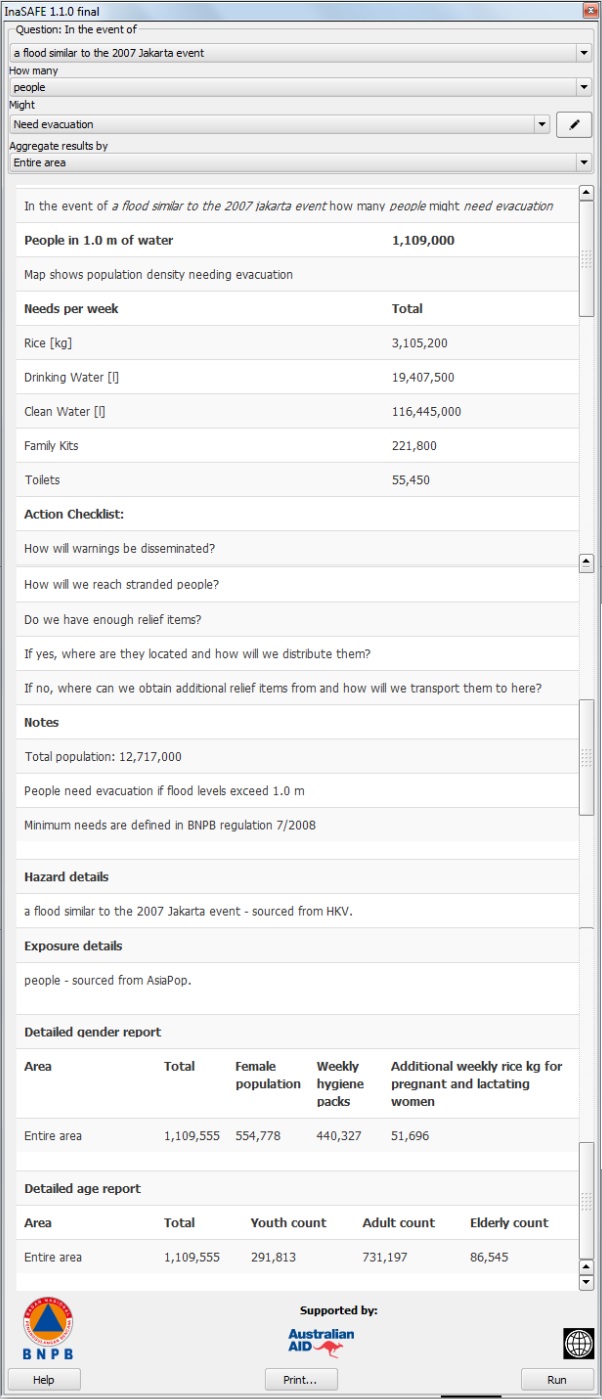 InaSAFE 1.1.0 final
Question: In the event of
a flood similar to the 2007 Jakarta event
How many
people
Might
Need evacuation
Aggregate results by
Entire area
In the event of a flood similar to the 2007 jakarta event how many people might need evacuation
People in 1.0 m of water 1,109,000
Map shows population density needing evacuation
Needs per week Total
Rice [kg] 3,105,200
Drinking Water [l] 19,407,500
Clean Water [l] 116,445,000
Family Kits 221,800
Toilets 55,450
Action Checklist:
How will warnings be disseminated?
How will we reach stranded people?
Do we have enough relief items?
If yes, where are they located and how will we distribute them?
If no, where can we obtain additional relief items from and how will we transport them to here?
Notes
Total population: 12,717,000
People need evacuation if flood levels exceed 1.0 m
Minimum needs are defined in BNPB regulation 7/2008
Hazard details
a flood similar to the 2007 Jakarta event - sourced from HKV.
Exposure details
people - sourced from AsiaPop.
Detailed gender report
Area Total Female Weekly Additional weekly rice kg for
population hygiene pregnant and lactating
packs women
Entire area 1,109,555 554,778 440,327 51,696
Detailed age report
Area Total Youth count Adult count Elderly count
Entire area 1,109,555 291,813 731,197 86,545
Supported by:
Australian
AID
BNPB
Help Print... Run